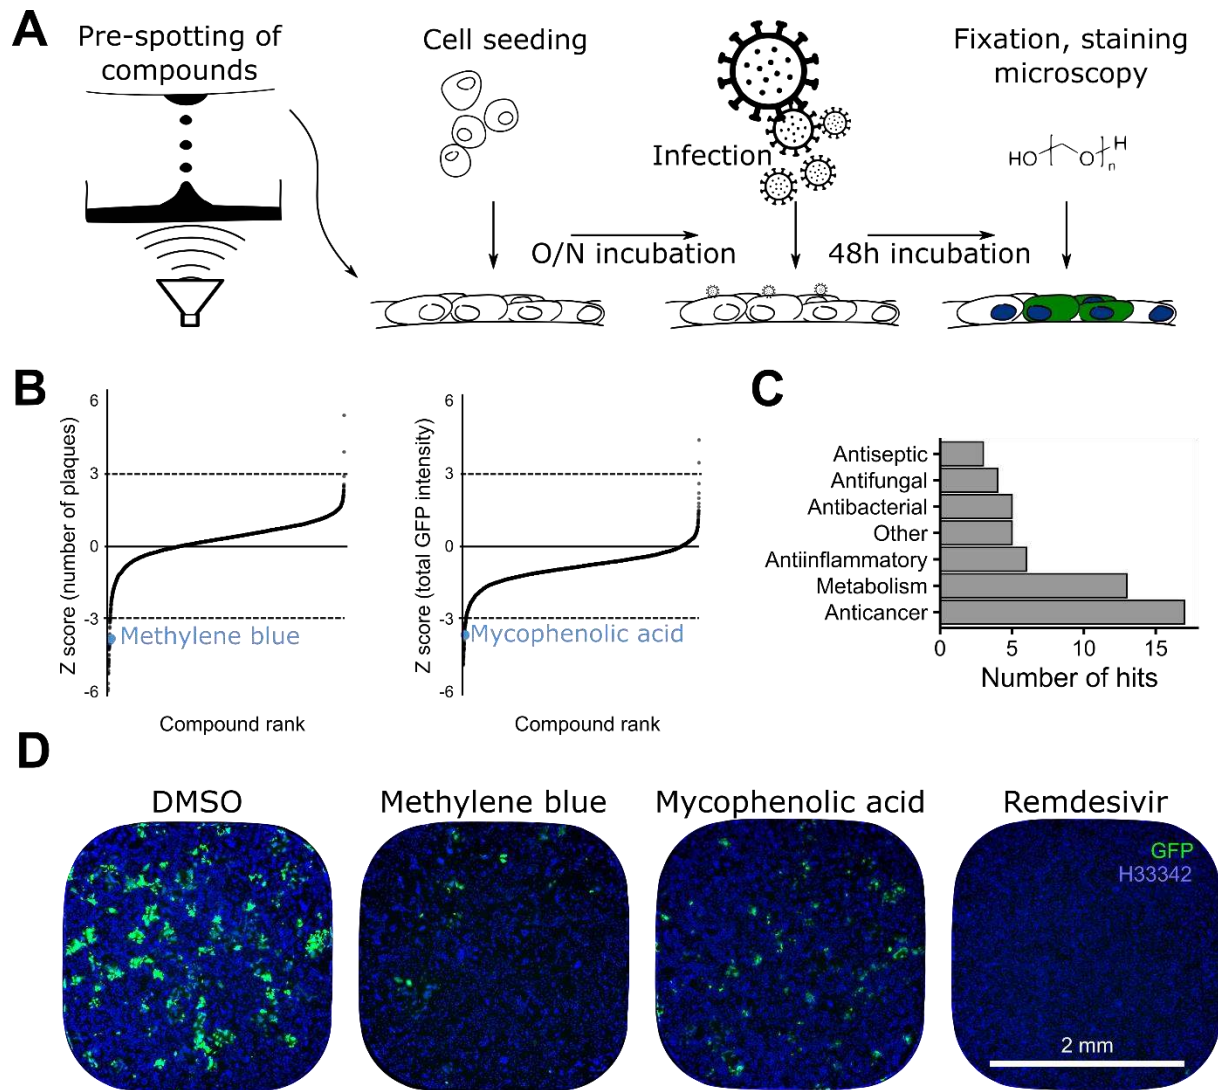 A
Pre-spotting of
compounds
Cell seeding
Infection
Fixation, staining
microscopy
HO
O
H
n
O/N incubation
48h incubation
B
Z score (number of plaques)
6
3
0
-3
-6
Methylene blue
Compound rank
Z score (total GFP intensity)
6
3
0
-3
-6
Mycophenolic acid
Compound rank
C
Antiseptic
Antifungal
Antibacterial
Other
Antiinflammatory
Metabolism
Anticancer
0 5 10 15
Number of hits
D
DMSO
Methylene blue
Mycophenolic acid
Remdesivir
GFP
H33342
2 mm